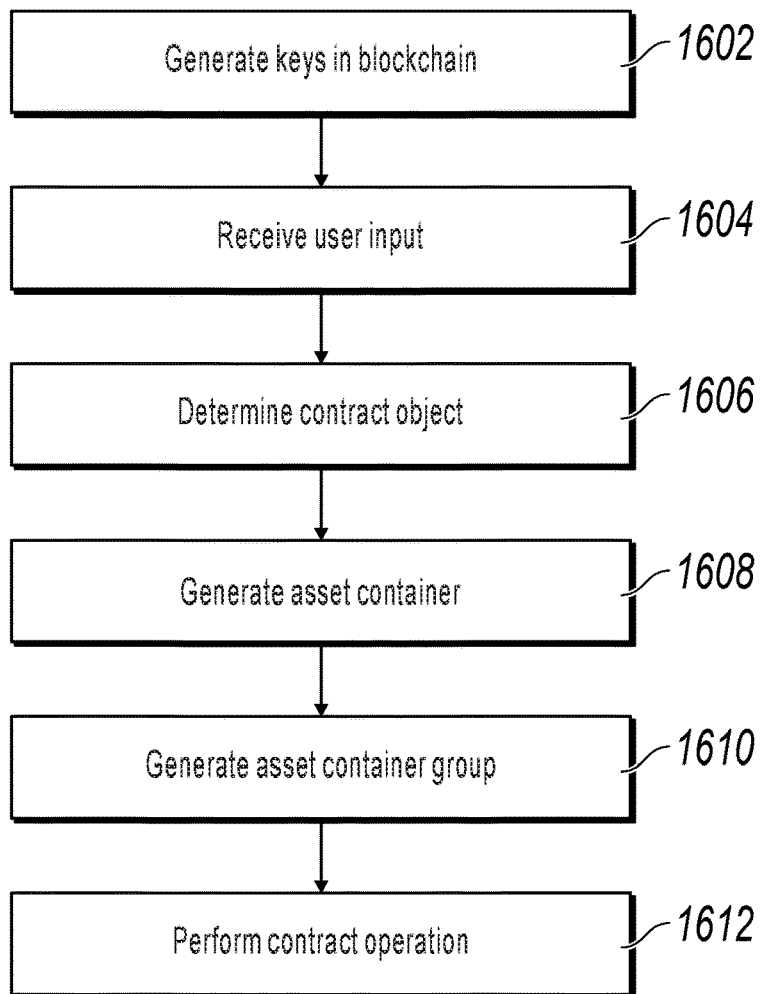 Generate keys in blockchain
1602
Receive user input
1604
Determine contract object
1606
Generate asset container
1608
Generate asset container group
1610
Perform contract operation
1612